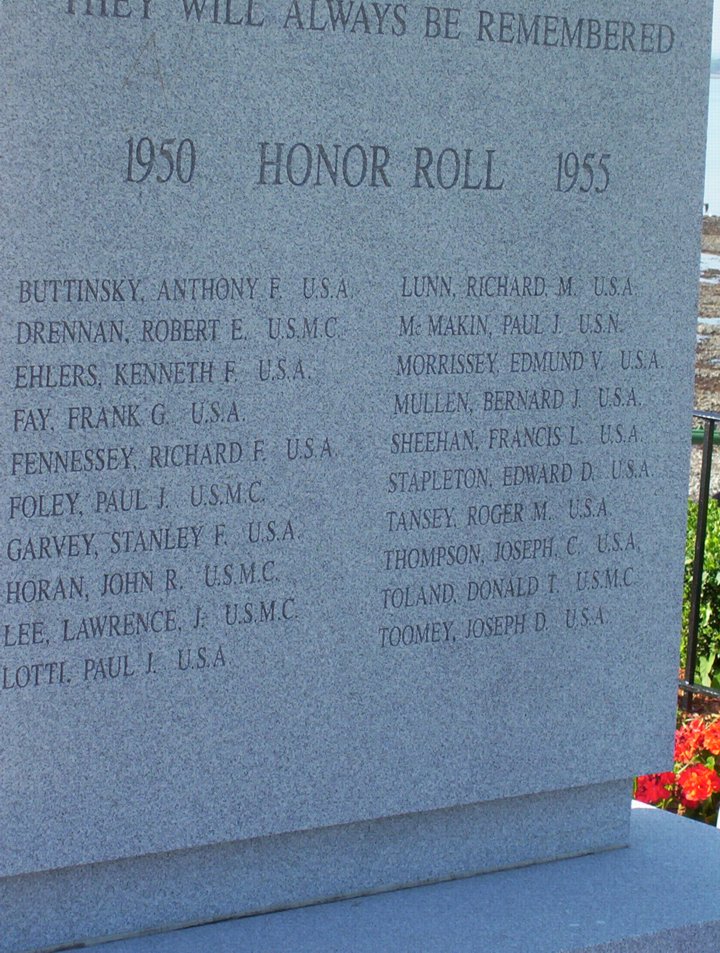 THEY WILL ALWAYS BE REMEMBERED
1950 HONOR ROLL 1955
BUTTINSKY, ANTHONY F. U.S.A.
DRENNAN, ROBERT E. U.S.M.C.
EHLERS, KENNETH F. U.S.A.
FAY, FRANK G. U.S.A.
FENNESSEY, RICHARD F. U.S.A.
FOLEY, PAUL J. U.S.M.C.
GARVEY, STANLEY F. U.S.A.
HORAN, JOHN R. U.S.M.C.
LEE, LAWRENCE, J. U.S.M.C.
LOTTI, PAUL J. U.S.A
LUNN, RICHARD, M. U.S.A.
Mc MAKIN, PAUL J. U.S.N.
MORRISSEY, EDMUND V. U.S.A.
MULLEN, BERNARD J. U.S.A.
SHEEHAN, FRANCIS L. U.S.A.
STAPLETON, EDWARD D. U.S.A.
TANSEY, ROGER M. U.S.A.
THOMPSON, JOSEPH, C. U.S.A.
TOLAND, DONALD T. U.S.M.C.
TOOMEY, JOSEPH D. U.S.A.